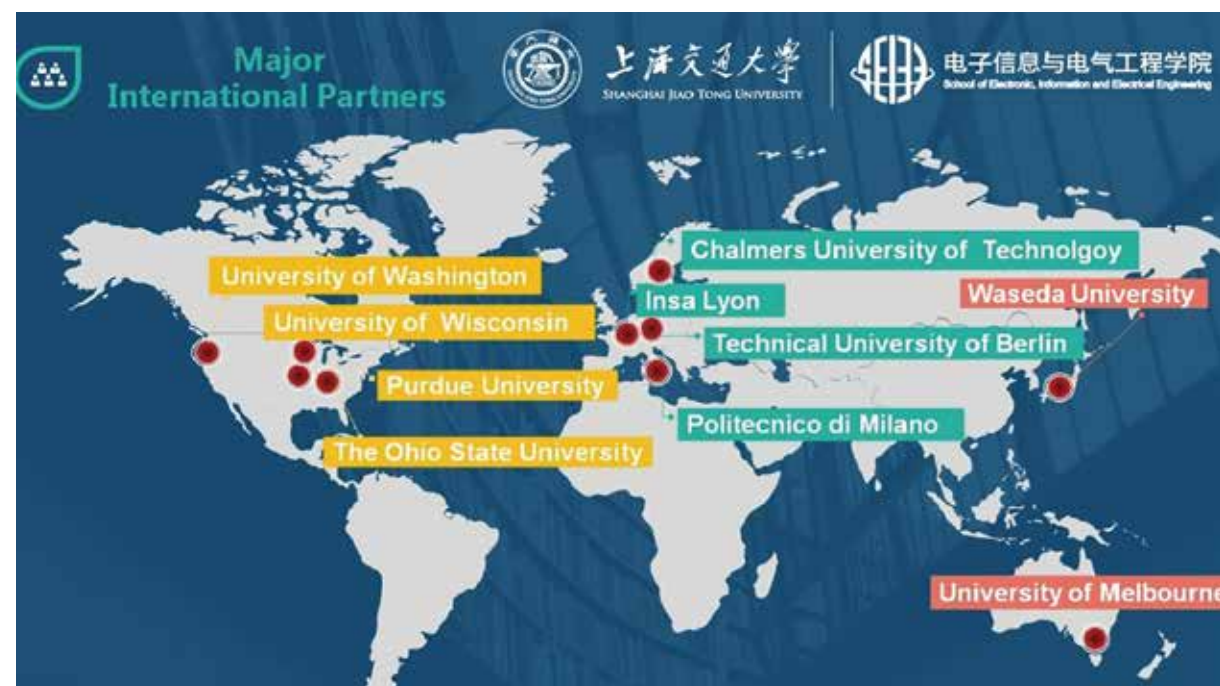 Major
International Partners
上海交通大學
SHANGHAI JIAO TONG UNIVERSITY
电子信息与电气工程学院
School of Electronic, Information and Electrical Engineering
Chalmers University of Technolgoy
University of Washington
Insa Lyon
Waseda University
University of Wisconsin
Technical University of Berlin
Purdue University
Politecnico di Milano
The Ohio State University
University of Melbourne